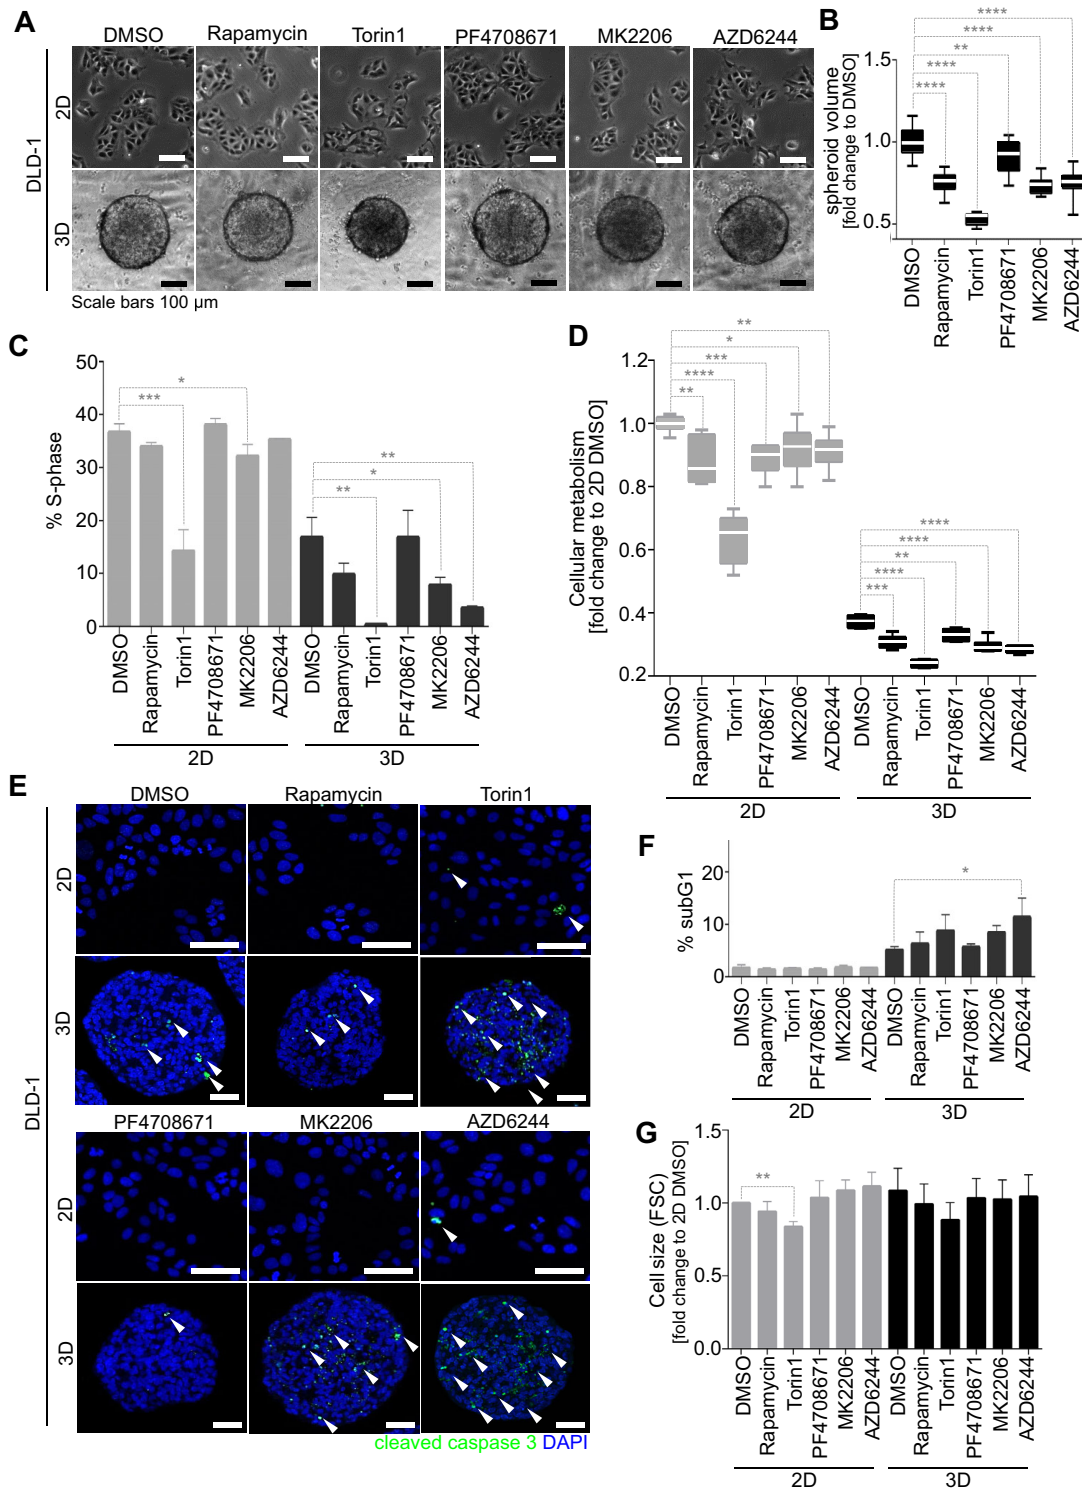 A
DMSO Rapamycin Torin1 PF4708671 MK2206 AZD6244
DLD-1
2D
3D
Scale bars 100 µm
B
spheroid volume
[fold change to DMSO]
1.5
1.0
0.5
****
****
**
****
****
DMSO
Rapamycin
Torin1
PF4708671
MK2206
AZD6244
C
% S-phase
50
40
30
20
10
0
*
***
**
*
**
DMSO
Rapamycin
Torin1
PF4708671
MK2206
AZD6244
DMSO
Rapamycin
Torin1
PF4708671
MK2206
AZD6244
2D 3D
D
Cellular metabolism
[fold change to 2D DMSO]
1.2
1.0
0.8
0.6
0.4
0.2
**
*
***
****
**
****
****
**
****
***
DMSO
Rapamycin
Torin1
PF4708671
MK2206
AZD6244
DMSO
Rapamycin
Torin1
PF4708671
MK2206
AZD6244
2D 3D
E
DMSO Rapamycin Torin1
2D
3D
DLD-1
PF4708671 MK2206 AZD6244
2D
3D
cleaved caspase 3 DAPI
F
% subG1
20
10
0
*
DMSO
Rapamycin
Torin1
PF4708671
MK2206
AZD6244
DMSO
Rapamycin
Torin1
PF4708671
MK2206
AZD6244
2D 3D
G
Cell size (FSC)
[fold change to 2D DMSO]
1.5
1.0
0.5
0
**
DMSO
Rapamycin
Torin1
PF4708671
MK2206
AZD6244
DMSO
Rapamycin
Torin1
PF4708671
MK2206
AZD6244
2D 3D